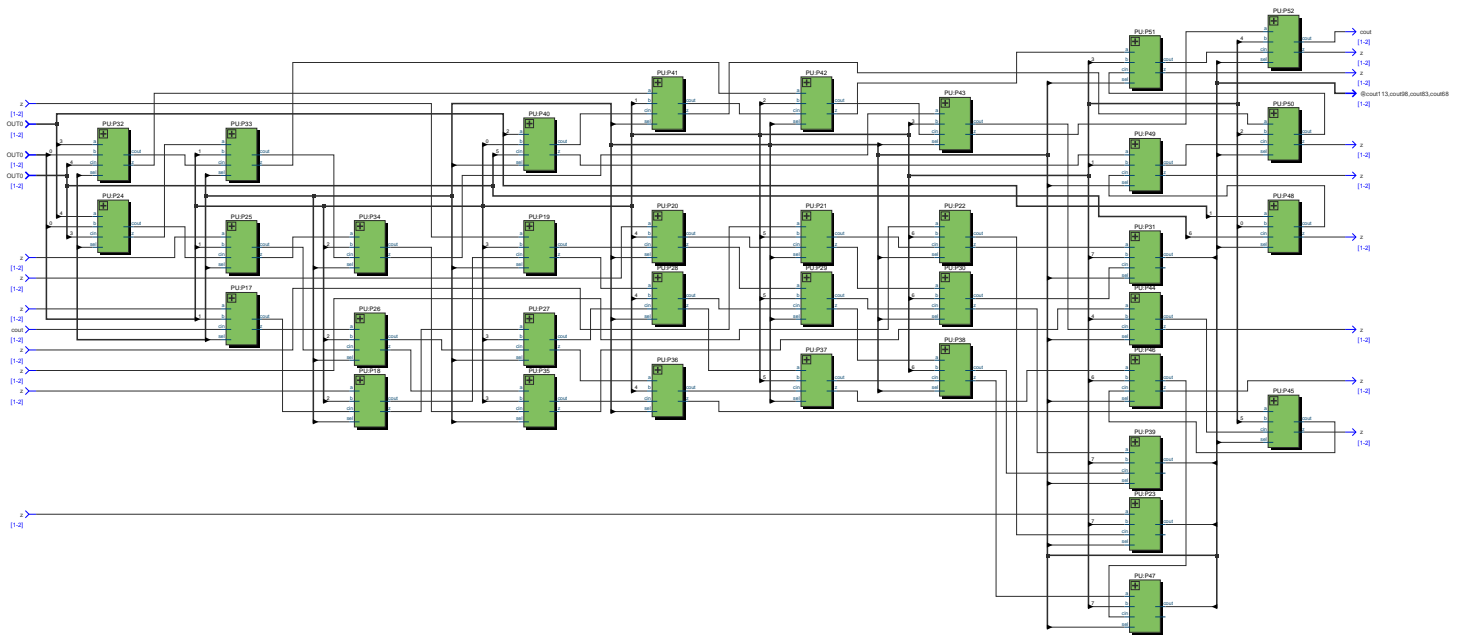 PU:P52
cout
[1-2]
z
z
@cout113,cout98,cout83,cout68
[1-2]
PU:P51
PU:P41
PU:P42
PU:P43
PU:P50
PU:P40
PU:P49
z
[1-2]
OUT0
[1-2]
OUT0
[1-2]
OUT0
[1-2]
PU:P32
PU:P33
z
[1-2]
z
[1-2]
PU:P24
PU:P25
PU:P34
PU:P19
PU:P20
PU:P21
PU:P22
PU:P48
PU:P31
z
[1-2]
z
[1-2]
z
[1-2]
z
[1-2]
cout
[1-2]
z
[1-2]
z
[1-2]
z
[1-2]
PU:P28
PU:P29
PU:P30
PU:P17
PU:P26
PU:P27
PU:P44
z
[1-2]
PU:P18
PU:P35
PU:P36
PU:P37
PU:P38
PU:P46
PU:P45
z
[1-2]
z
[1-2]
PU:P39
PU:P23
z
[1-2]
PU:P47
a
b
cin
sel
cout
z